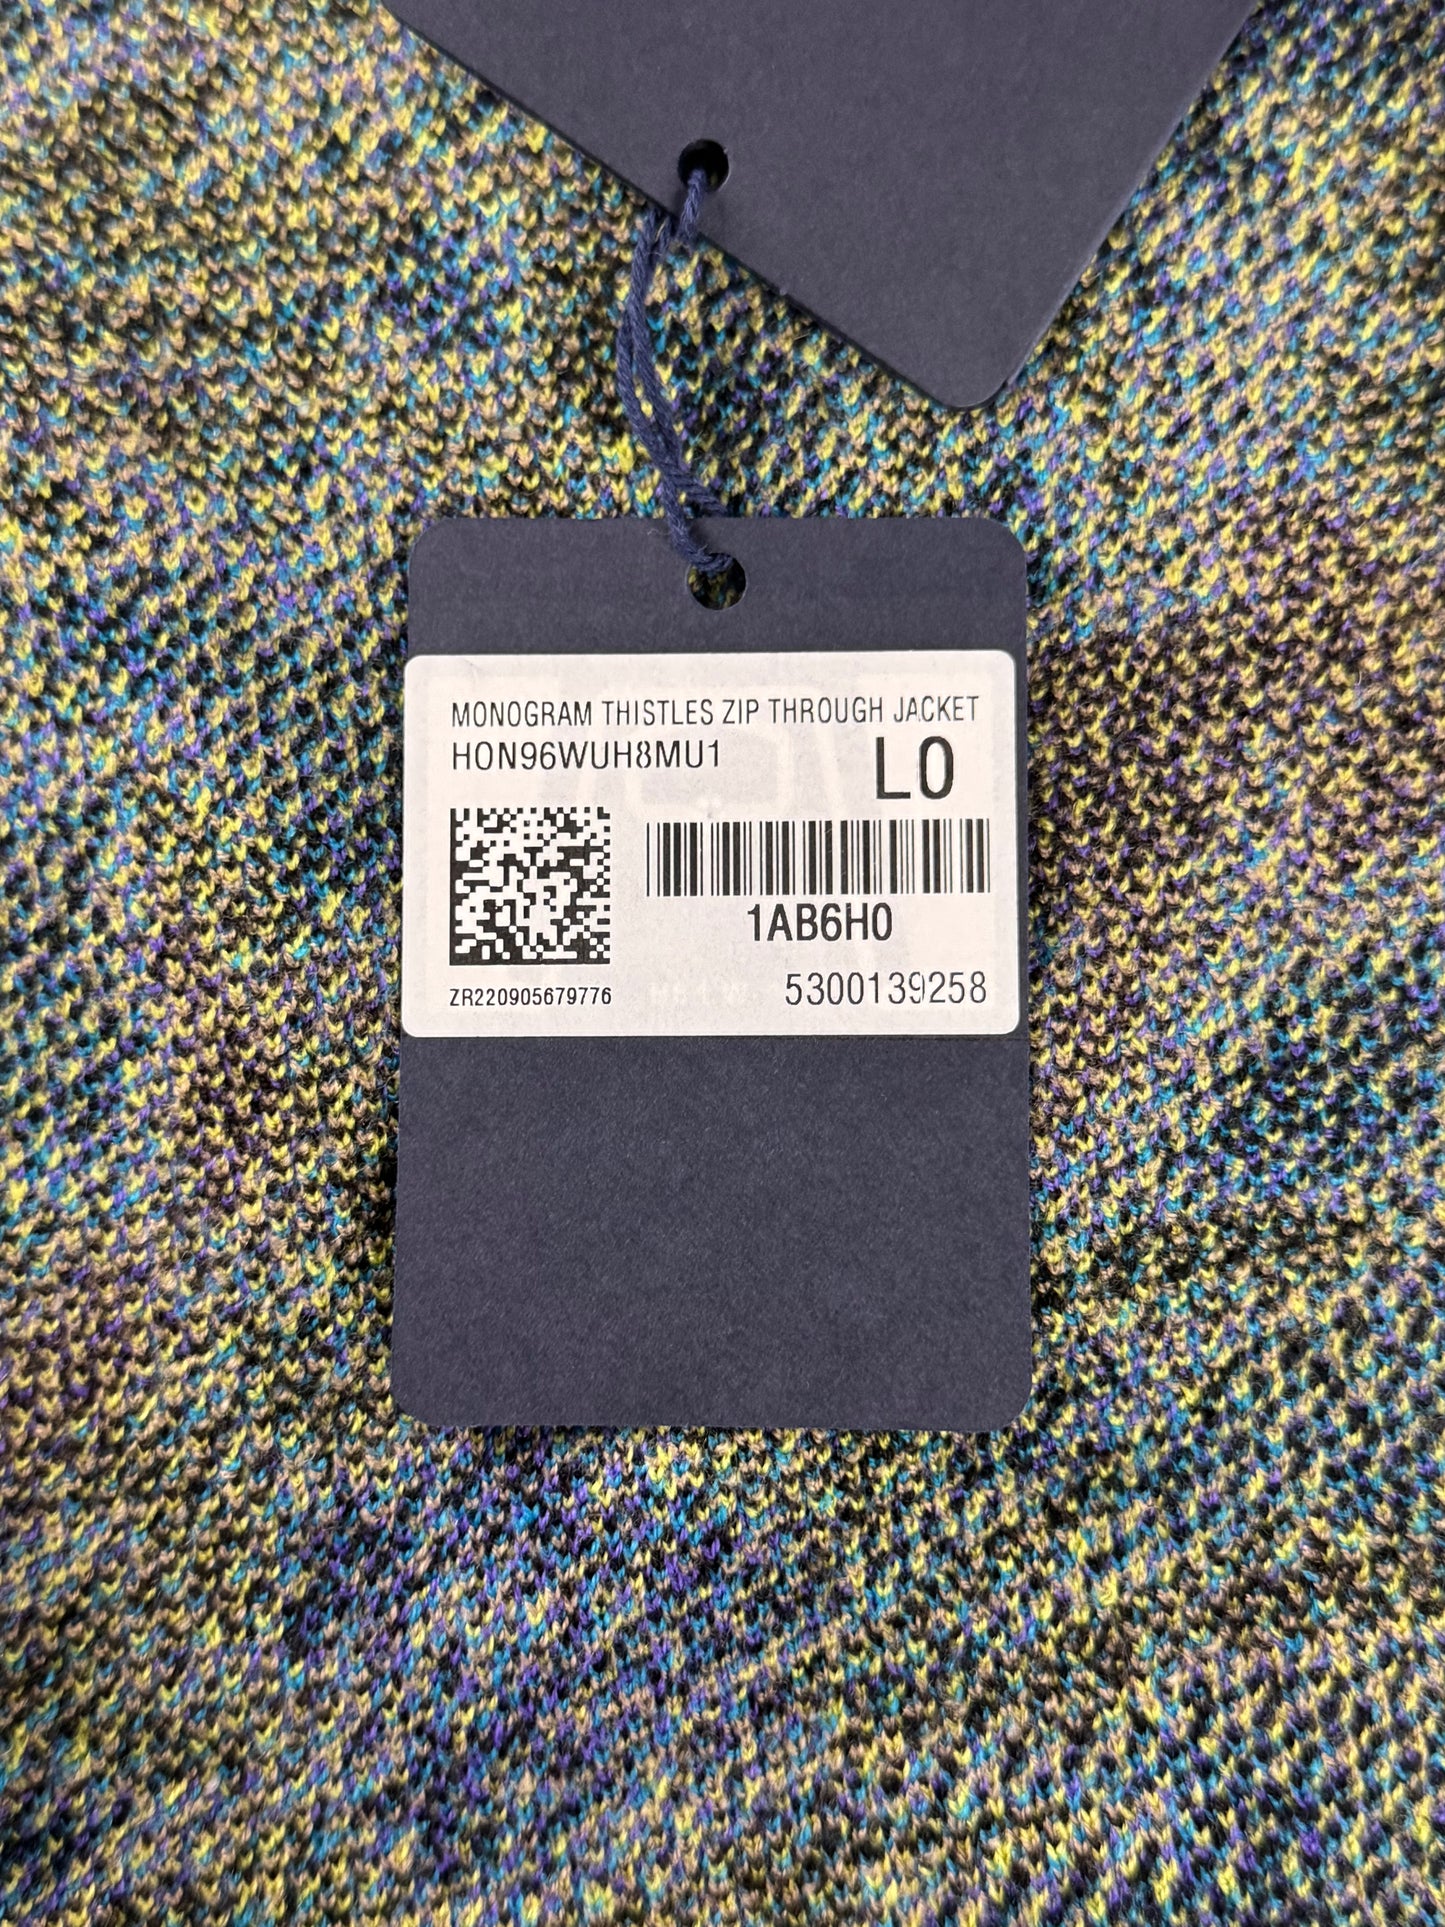 MONOGRAM THISTLES ZIP THROUGH JACKET
HON96WUH8MU1
L0
1AB6H0
ZR220905679776
5300139258